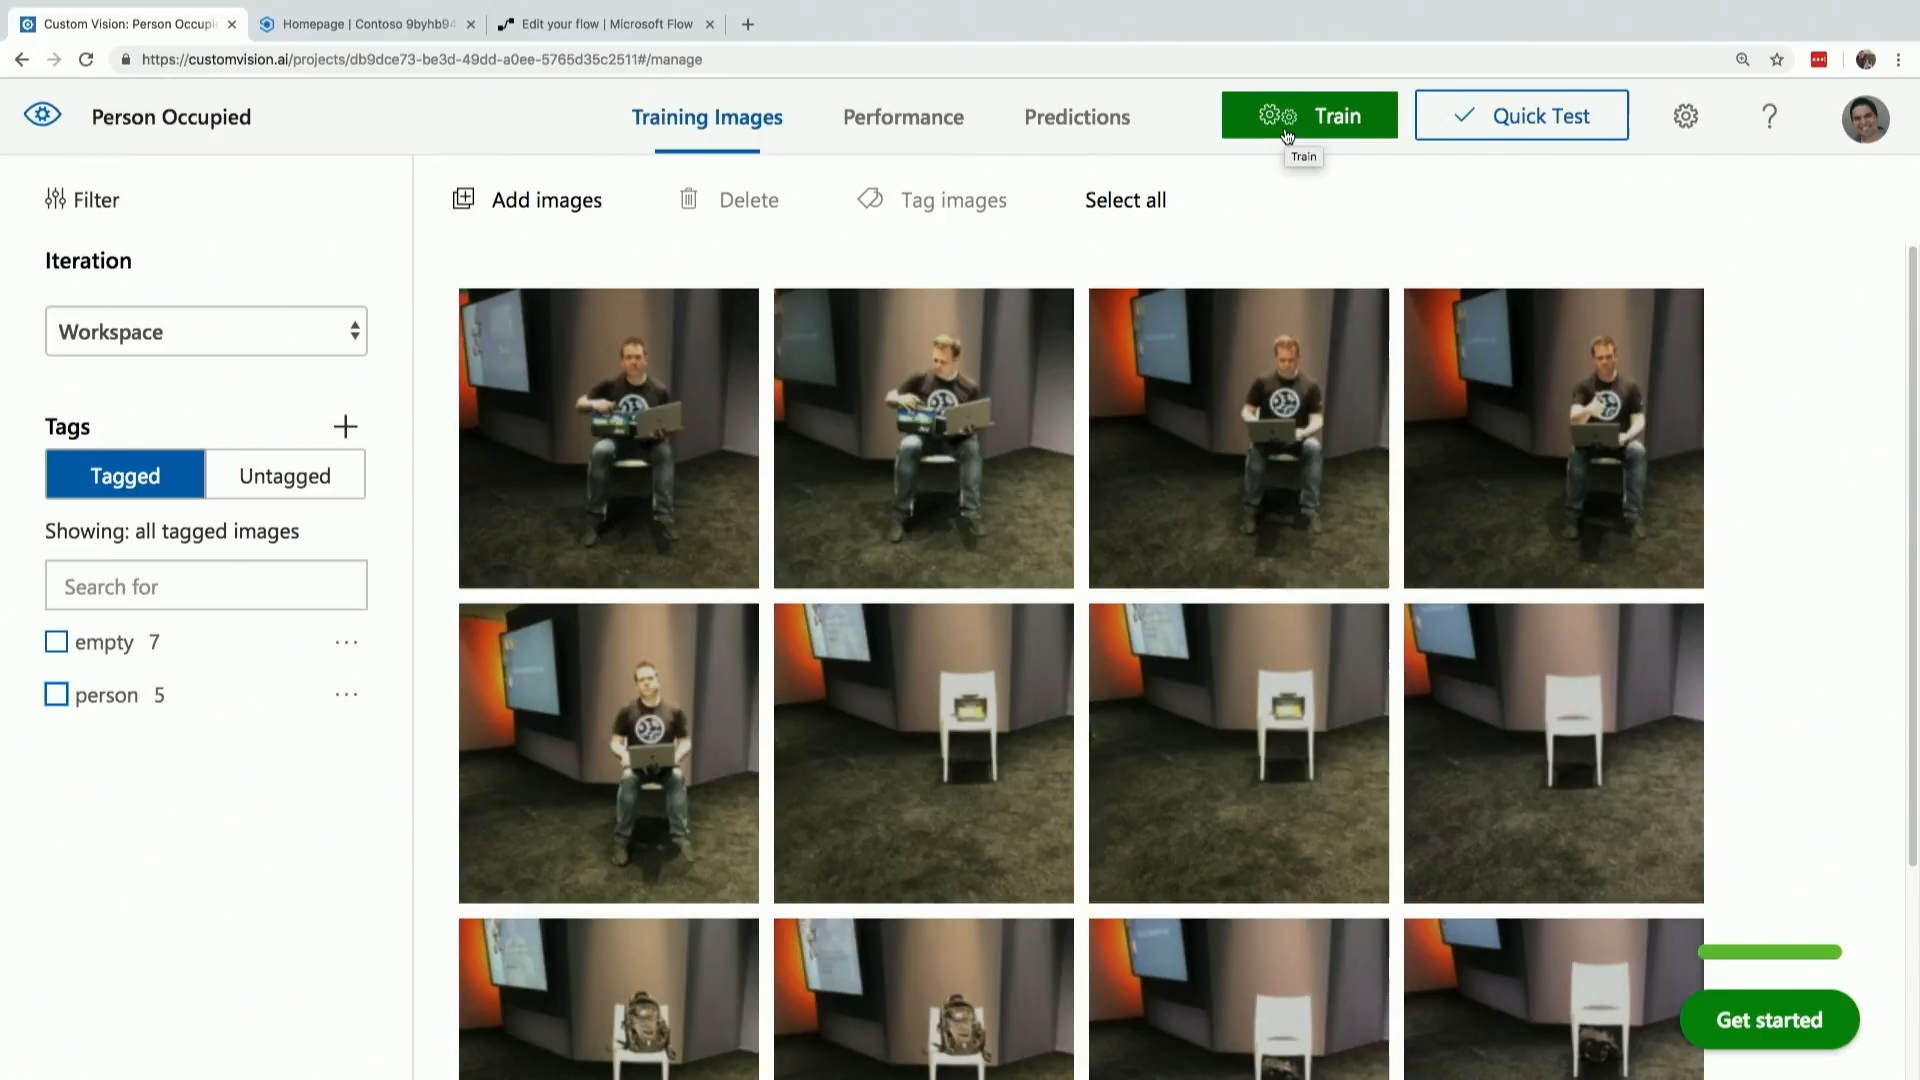 Custom Vision: Person Occupi
Homepage | Contoso 9byhb94
Edit your flow | Microsoft Flow
https://customvision.ai/projects/db9dce73-be3d-49dd-a0ee-5765d35c2511#/manage
Person Occupied
Training Images
Performance
Predictions
Train
Quick Test
Train
Filter
Add images
Delete
Tag images
Select all
Iteration
Workspace
Tags
Tagged
Untagged
Showing: all tagged images
Search for
empty 7
person 5
Get started